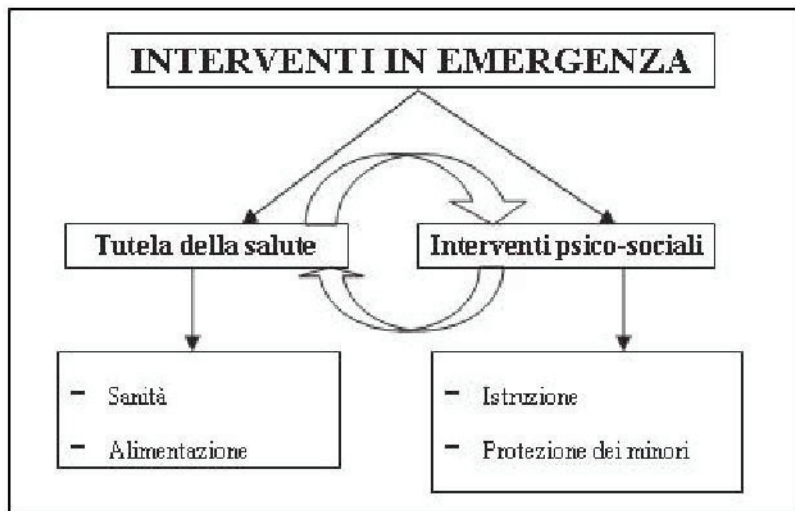 INTERVENTI IN EMERGENZA
Tutela della salute
Interventi psico-sociali
- Sanità
- Alimentazione
- Istruzione
- Protezione dei minori